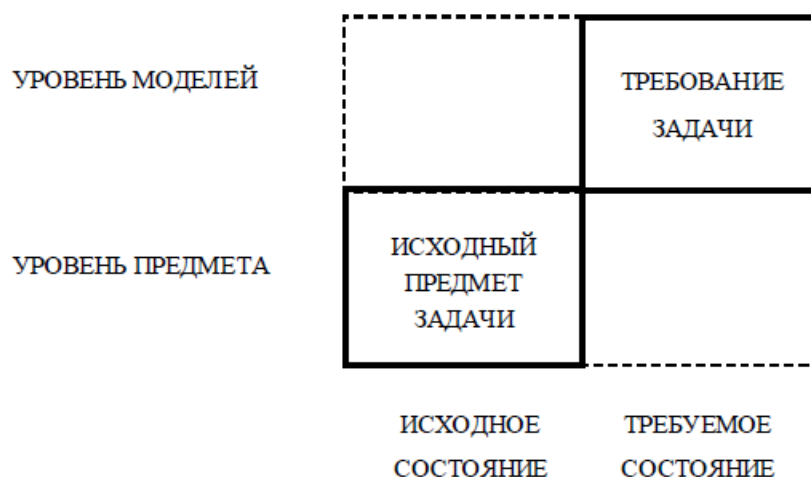 УРОВЕНЬ МОДЕЛЕЙ
ТРЕБОВАНИЕ
ЗАДАЧИ
УРОВЕНЬ ПРЕДМЕТА
ИСХОДНЫЙ
ПРЕДМЕТ
ЗАДАЧИ
ИСХОДНОЕ
СОСТОЯНИЕ
ТРЕБУЕМОЕ
СОСТОЯНИЕ